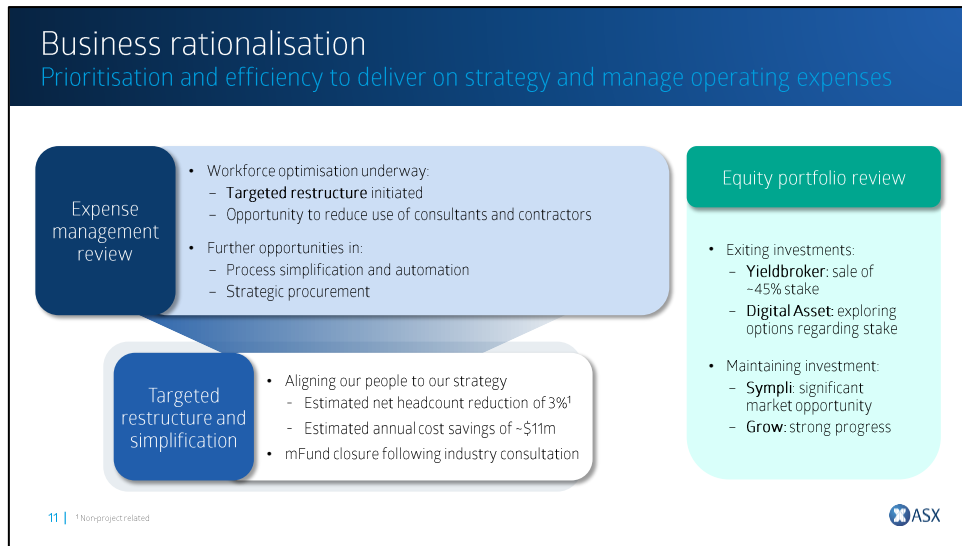 Business rationalisation
Prioritisation and efficiency to deliver on strategy and manage operating expenses
Expense
management
review
• Workforce optimisation underway:
– Targeted restructure initiated
– Opportunity to reduce use of consultants and contractors
• Further opportunities in:
– Process simplification and automation
– Strategic procurement
Targeted
restructure and
simplification
• Aligning our people to our strategy
- Estimated net headcount reduction of 3%¹
- Estimated annual cost savings of ~$11m
• mFund closure following industry consultation
Equity portfolio review
• Exiting investments:
– Yieldbroker: sale of
~45% stake
– Digital Asset: exploring
options regarding stake
• Maintaining investment:
– Sympli: significant
market opportunity
– Grow: strong progress
11 | ¹ Non-project related
ASX